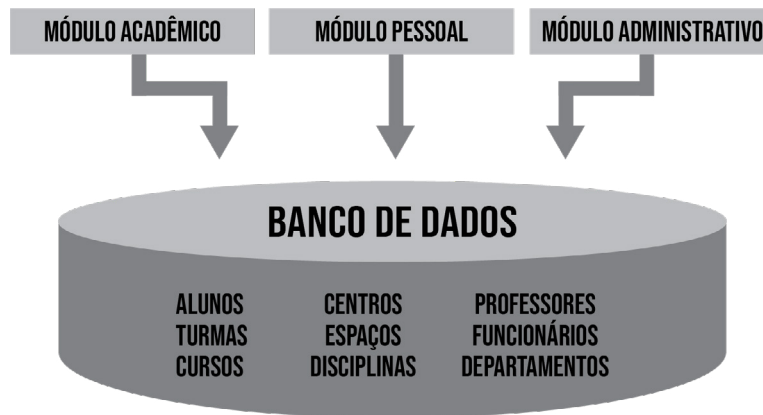 MÓDULO ACADÊMICO
MÓDULO PESSOAL
MÓDULO ADMINISTRATIVO
BANCO DE DADOS
ALUNOS
TURMAS
CURSOS
CENTROS
ESPAÇOS
DISCIPLINAS
PROFESSORES
FUNCIONÁRIOS
DEPARTAMENTOS